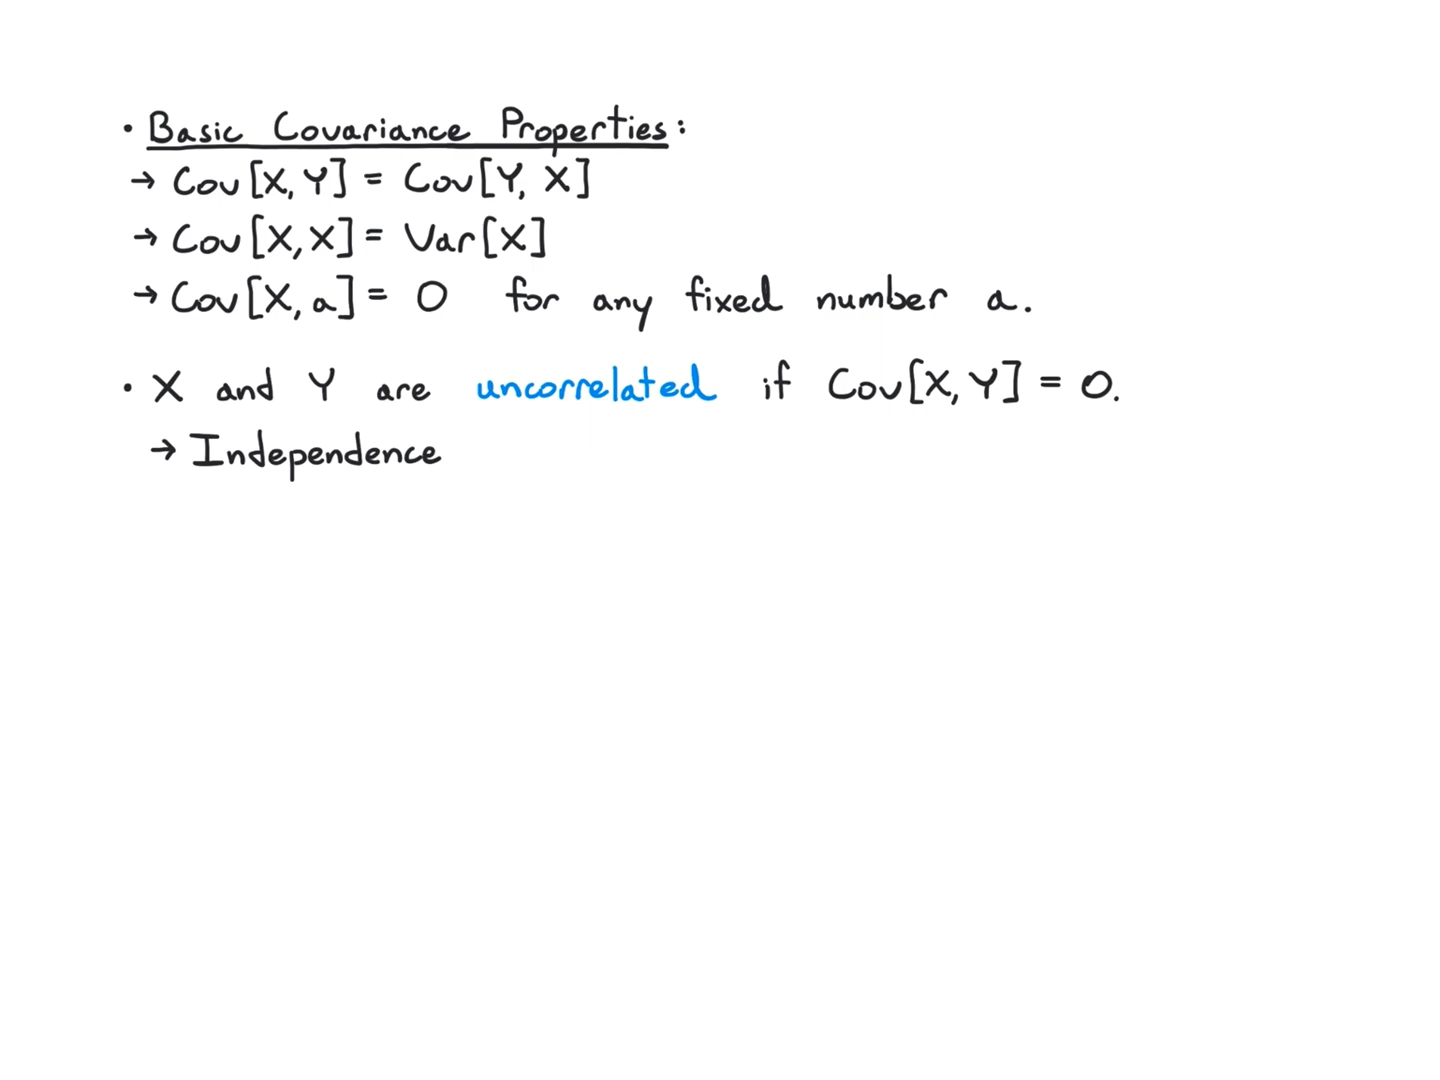 • Basic Covariance Properties:
→ Cov[X, Y] = Cov[Y, X]
→ Cov[X, X] = Var[X]
→ Cov[X, a] = 0 for any fixed number a.
• X and Y are uncorrelated if Cov[X, Y] = 0.
→ Independence